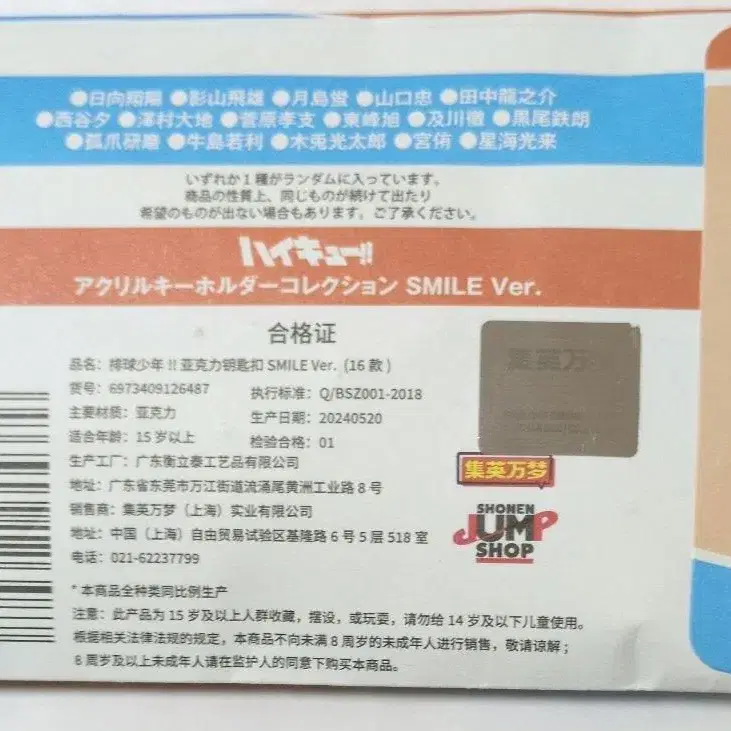 ●日向翔陽 ●影山飛雄 ●月島蛍 ●山口忠 ●田中龍之介
●西谷夕 ●澤村大地 ●菅原孝支 ●東峰旭 ●及川徹 ●黒尾鉄朗
●孤爪研磨 ●牛島若利 ●木兎光太郎 ●宮侑 ●星海光来
いずれか1種がランダムに入っています。
商品の性質上、同じものが続けて出たり
希望のものが出ない場合もあります。ご了承ください。
ハイキュー!!
アクリルキーホルダーコレクション SMILE Ver.
合格证
品名：排球少年 !! 亚克力钥匙扣 SMILE Ver.（16 款）
货号：6973409126487 执行标准：Q/BSZ001-2018
主要材质：亚克力 生产日期：20240520
适合年龄：15 岁以上 检验合格：01
生产工厂：广东衡立泰工艺品有限公司
地址：广东省东莞市万江街道流涌尾黄洲工业路 8 号
销售商：集英万梦（上海）实业有限公司
地址：中国（上海）自由贸易试验区基隆路 6 号 5 层 518 室
电话：021-62237799
集英万
集英万梦
SHONEN
JUMP
SHOP
* 本商品全种类同比例生产
注意：此产品为 15 岁及以上人群收藏，摆设，或玩耍，请勿给 14 岁及以下儿童使用。
根据相关法律法规的规定，本商品不向未满 8 周岁的未成年人进行销售，敬请谅解；
8 周岁及以上未成年人请在监护人的同意下购买本商品。